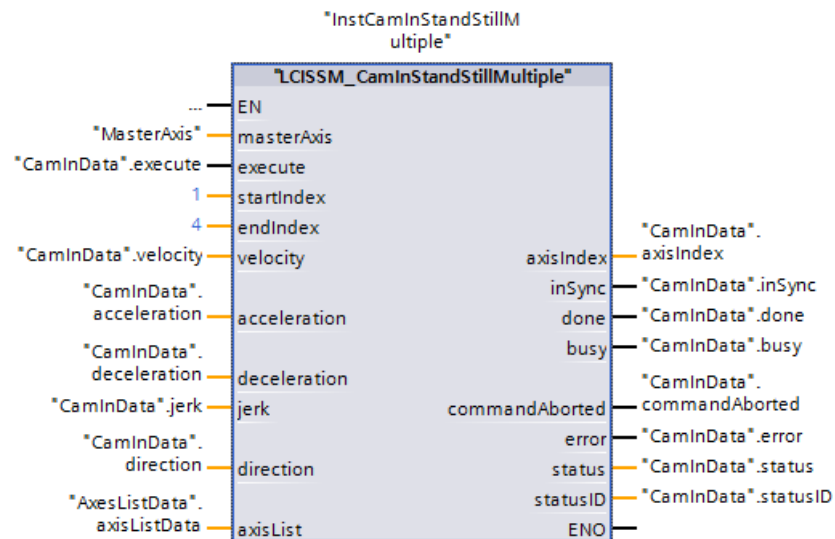 "InstCamInStandStillM
ultiple"
"LCISSM_CamInStandStillMultiple"
... EN
"MasterAxis" masterAxis
"CamInData".execute execute
1 startIndex
4 endIndex
"CamInData".velocity velocity
"CamInData".
acceleration acceleration
"CamInData".
deceleration deceleration
"CamInData".jerk jerk
"CamInData".
direction direction
"AxesListData".
axisListData axisList
"CamInData".
axisIndex axisIndex
inSync "CamInData".inSync
done "CamInData".done
busy "CamInData".busy
"CamInData".
commandAborted commandAborted
error "CamInData".error
status "CamInData".status
statusID "CamInData".statusID
ENO